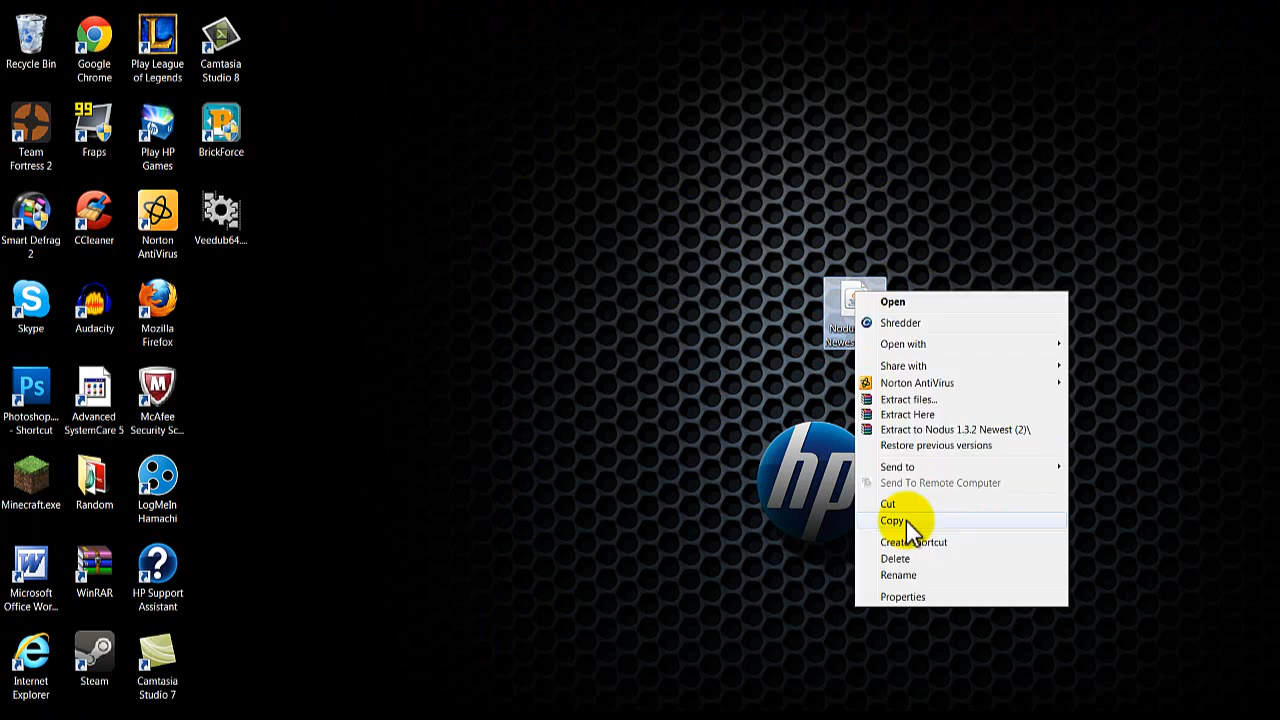 Recycle Bin
Google
Chrome
Play League
of Legends
Camtasia
Studio 8
99
Team
Fortress 2
Fraps
Play HP
Games
BrickForce
Smart Defrag
2
CCleaner
Norton
AntiVirus
Veedub64....
Skype
Audacity
Mozilla
Firefox
Ps
Photoshop....
- Shortcut
Advanced
SystemCare 5
McAfee
Security Sc...
Minecraft.exe
Random
LogMeIn
Hamachi
Microsoft
Office Wor...
WinRAR
HP Support
Assistant
Internet
Explorer
Steam
Camtasia
Studio 7
hp
Open
Shredder
Open with
Share with
Norton AntiVirus
Extract files...
Extract Here
Extract to Nodus 1.3.2 Newest (2)\
Restore previous versions
Send to
Send To Remote Computer
Cut
Copy
Create shortcut
Delete
Rename
Properties